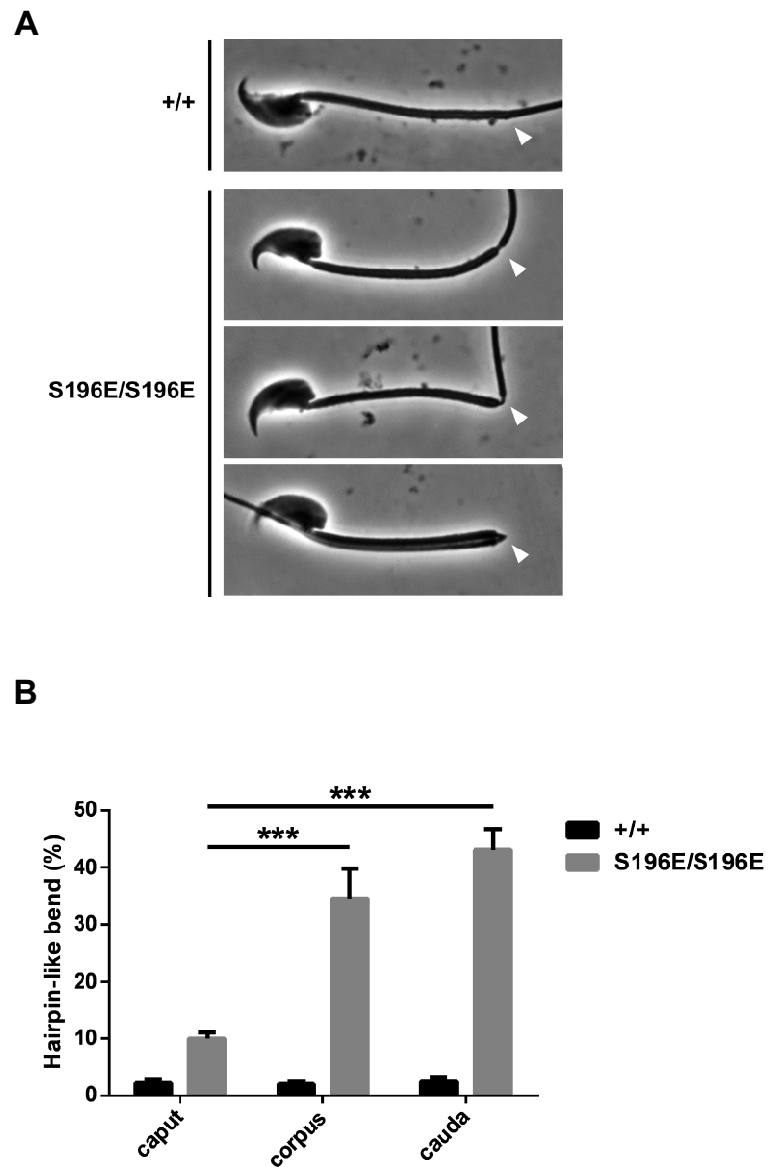 A
+/+
S196E/S196E
B
***
***
50
40
30
20
10
0
Hairpin-like bend (%)
caput
corpus
cauda
+/+
S196E/S196E